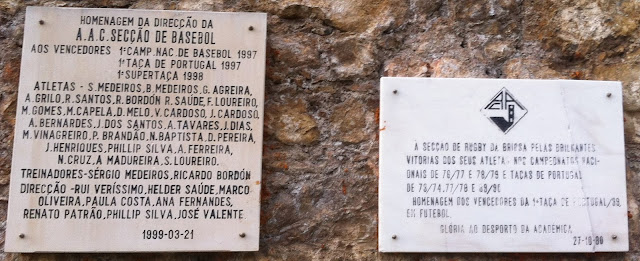 HOMENAGEM DA DIRECÇÃO DA
A.A.C. SECÇÃO DE BASEBOL
AOS VENCEDORES 1º CAMP. NAC. DE BASEBOL 1997
1ª TAÇA DE PORTUGAL 1997
1ª SUPERTAÇA 1998
ATLETAS - S. MEDEIROS, B. MEDEIROS, G. AGREIRA,
A. GRILO, R. SANTOS, R. BORDÓN R. SAÚDE, F. LOUREIRO,
M. GOMES, M. CAPELA, D. MELO, V. CARDOSO, J. CARDOSO
A. BERNARDES, J. DOS SANTOS, A. TAVARES, J. DIAS,
M. VINAGREIRO, P. BRANDÃO, N. BAPTISTA, D. PEREIRA,
J. HENRIQUES, PHILLIP SILVA, A. FERREIRA,
N. CRUZ, A MADUREIRA, S. LOUREIRO.
TREINADORES-SÉRGIO MEDEIROS, RICARDO BORDÓN
DIRECÇÃO -RUI VERÍSSIMO, HELDER SAÚDE, MARCO
OLIVEIRA, PAULA COSTA, ANA FERNANDES,
RENATO PATRÃO, PHILLIP SILVA, JOSÉ VALENTE
1999-03-21
À SECCÃO DE RUGBY DA BRIOSA PELAS BRILHANTES
VITORIAS DOS SEUS ATLETAS NOS CAMPEONATOS NACI-
ONAIS DE 76/77 E 78/79 E TAÇAS DE PORTUGAL
DE 73/74, 77/78 E
HOMENAGEM DOS VENCEDORES DA 1ª TAÇA DE PORTUGAL/39,
EM FUTEBOL.
GLÓRIA AO DESPORTO DA ACADEMICA
27-10-